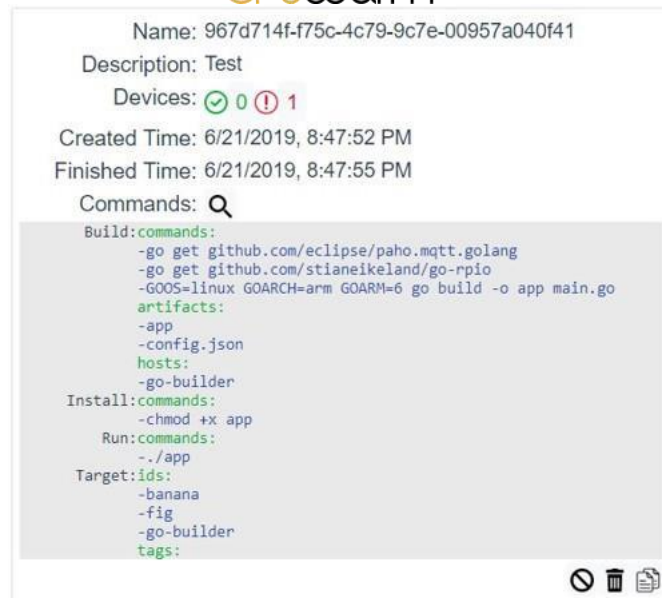 Name: 967d714f-f75c-4c79-9c7e-00957a040f41
Description: Test
Devices: 0 1
Created Time: 6/21/2019, 8:47:52 PM
Finished Time: 6/21/2019, 8:47:55 PM
Commands:
Build:commands:
-go get github.com/eclipse/paho.mqtt.golang
-go get github.com/stianeikeland/go-rpio
-GOOS=linux GOARCH=arm GOARM=6 go build -o app main.go
artifacts:
-app
-config.json
hosts:
-go-builder
Install:commands:
-chmod +x app
Run:commands:
-./app
Target:ids:
-banana
-fig
-go-builder
tags: